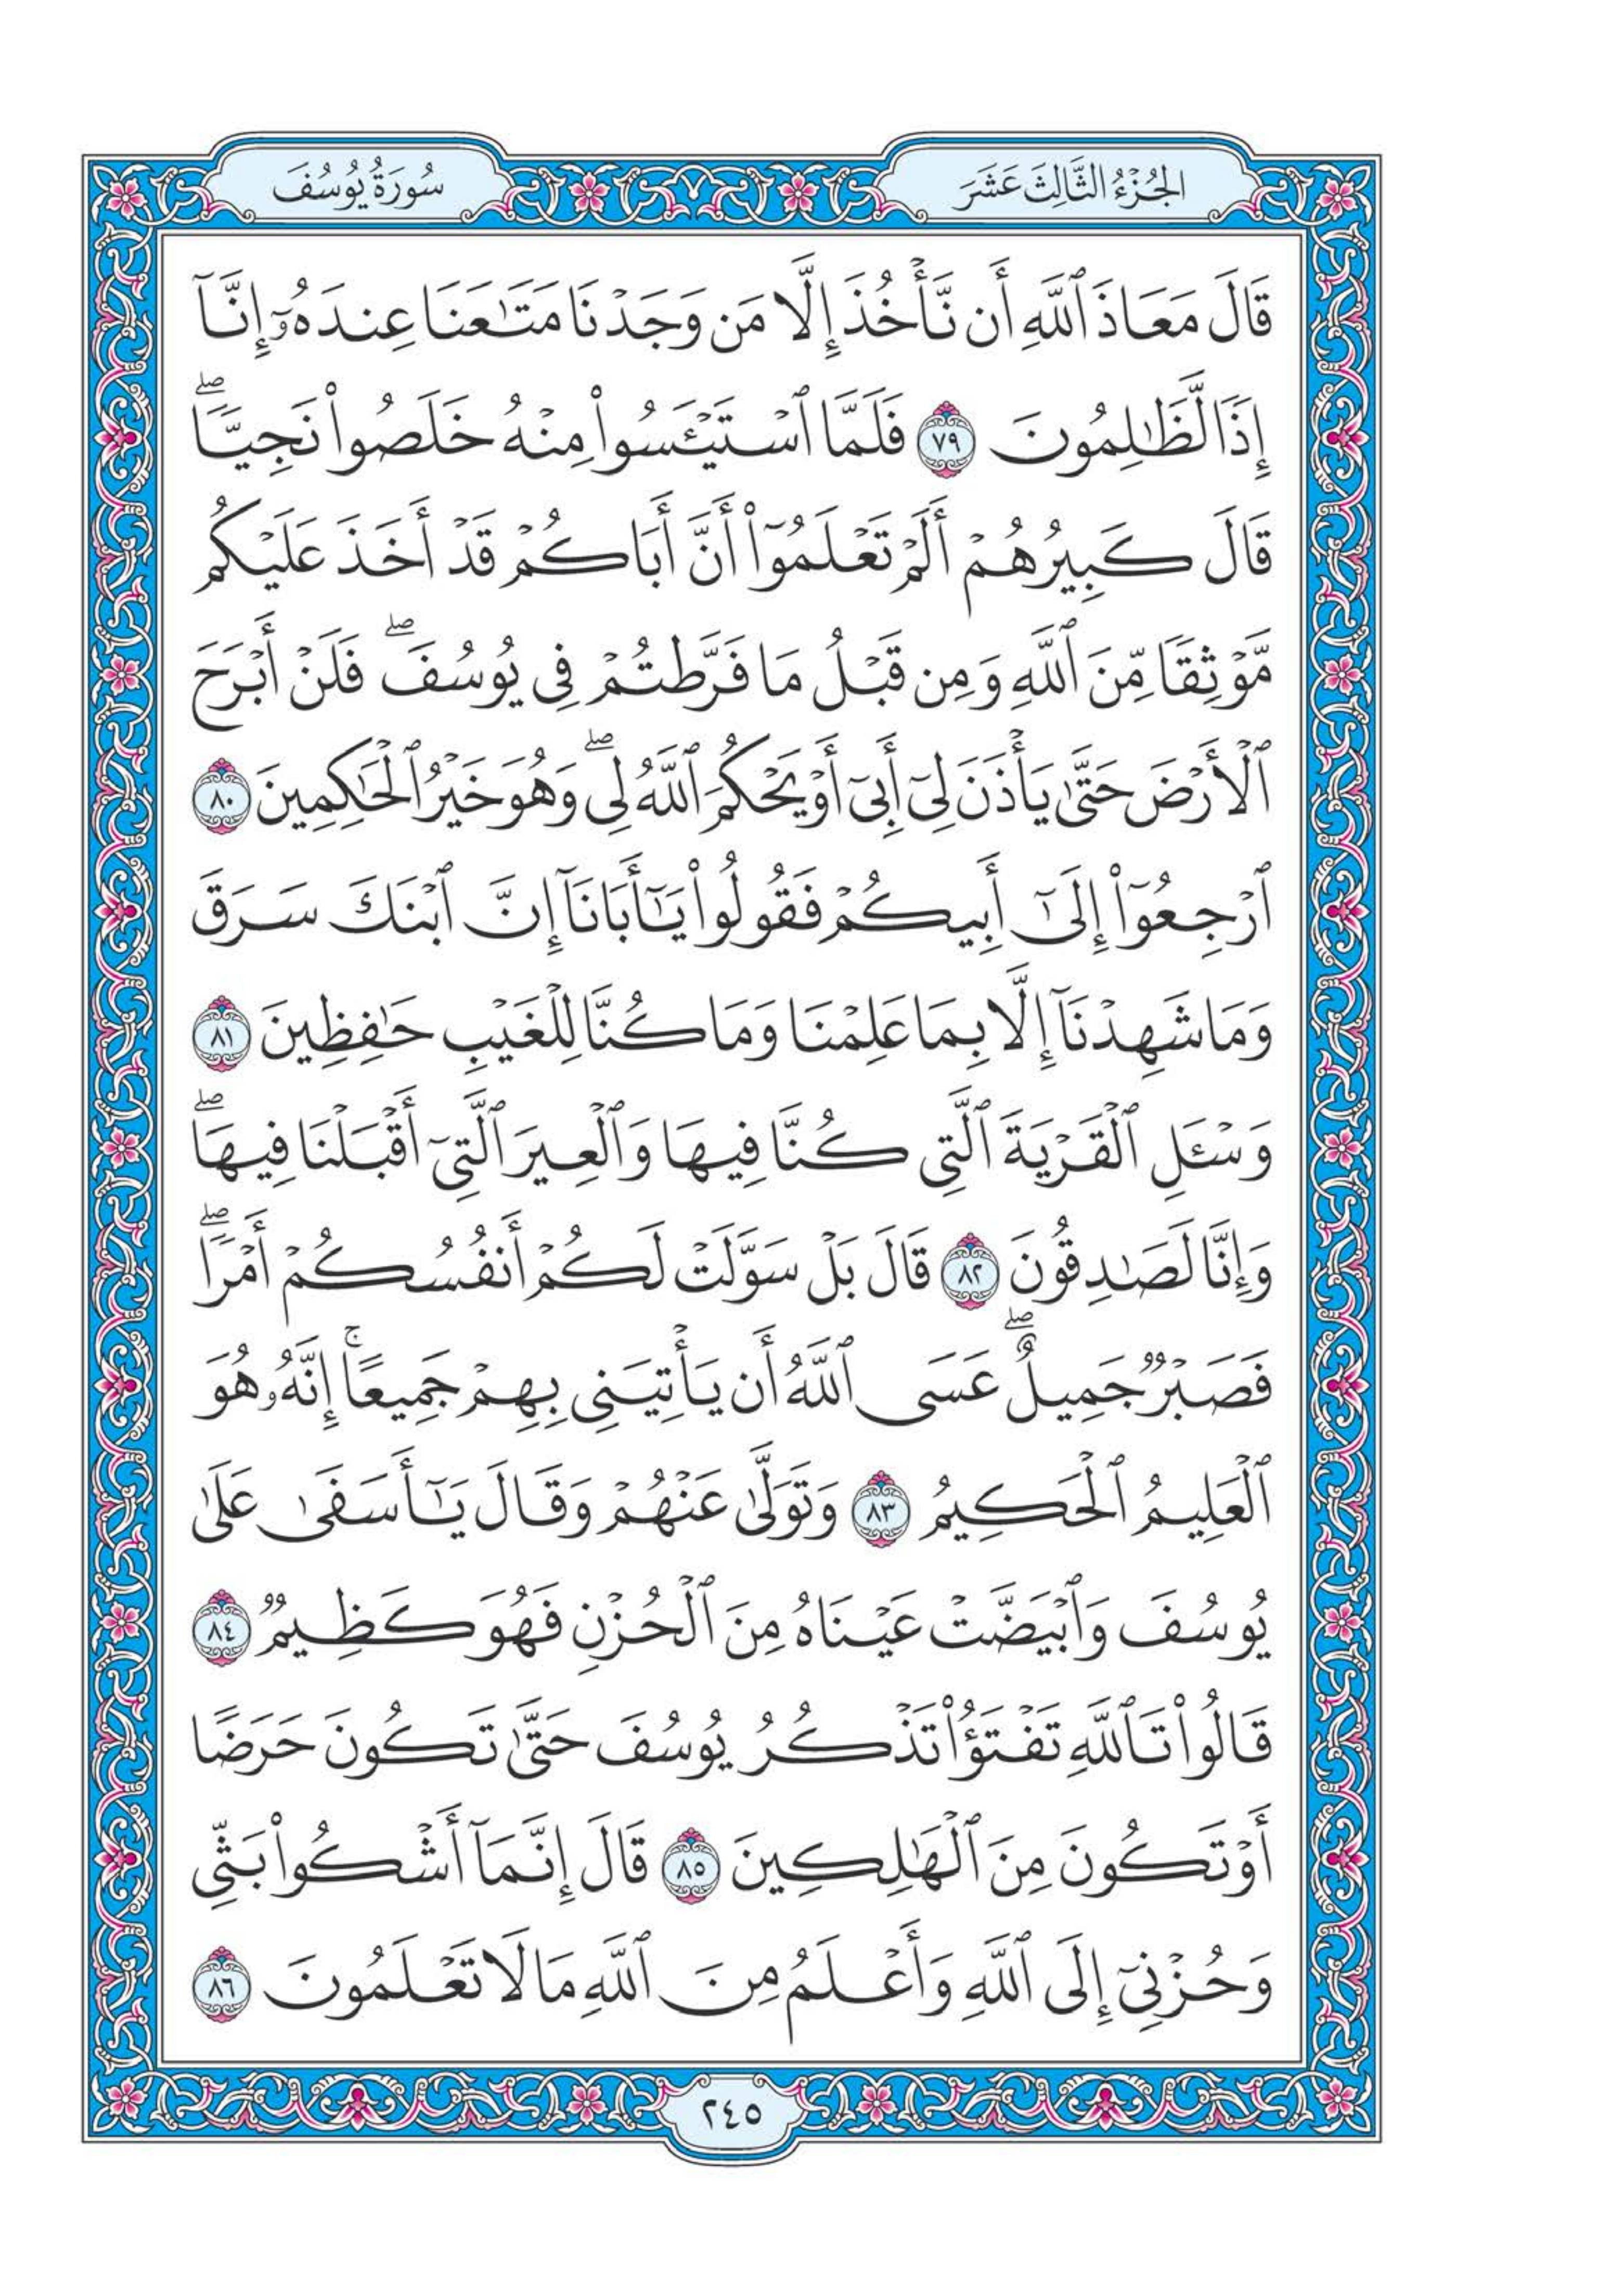 الجُزْءُ الثَّالِثَ عَشَرَ
سُورَةُ يُوسُفَ
قَالَ مَعَاذَ ٱللَّهِ أَن نَّأۡخُذَ إِلَّا مَن وَجَدۡنَا مَتَٰعَنَا عِندَهُۥٓ إِنَّآ
إِذٗا لَّظَٰلِمُونَ ٧٩ فَلَمَّا ٱسۡتَيۡـَٔسُواْ مِنۡهُ خَلَصُواْ نَجِيّٗاۖ
قَالَ كَبِيرُهُمۡ أَلَمۡ تَعۡلَمُوٓاْ أَنَّ أَبَاكُمۡ قَدۡ أَخَذَ عَلَيۡكُم
مَّوۡثِقٗا مِّنَ ٱللَّهِ وَمِن قَبۡلُ مَا فَرَّطتُمۡ فِي يُوسُفَۖ فَلَنۡ أَبۡرَحَ
ٱلۡأَرۡضَ حَتَّىٰ يَأۡذَنَ لِيٓ أَبِيٓ أَوۡ يَحۡكُمَ ٱللَّهُ لِيۖ وَهُوَ خَيۡرُ ٱلۡحَٰكِمِينَ ٨٠
ٱرۡجِعُوٓاْ إِلَىٰٓ أَبِيكُمۡ فَقُولُواْ يَٰٓأَبَانَآ إِنَّ ٱبۡنَكَ سَرَقَ
وَمَا شَهِدۡنَآ إِلَّا بِمَا عَلِمۡنَا وَمَا كُنَّا لِلۡغَيۡبِ حَٰفِظِينَ ٨١
وَسۡـَٔلِ ٱلۡقَرۡيَةَ ٱلَّتِي كُنَّا فِيهَا وَٱلۡعِيرَ ٱلَّتِيٓ أَقۡبَلۡنَا فِيهَاۖ
وَإِنَّا لَصَٰدِقُونَ ٨٢ قَالَ بَلۡ سَوَّلَتۡ لَكُمۡ أَنفُسُكُمۡ أَمۡرٗاۖ
فَصَبۡرٞ جَمِيلٌۖ عَسَى ٱللَّهُ أَن يَأۡتِيَنِي بِهِمۡ جَمِيعًاۚ إِنَّهُۥ هُوَ
ٱلۡعَلِيمُ ٱلۡحَكِيمُ ٨٣ وَتَوَلَّىٰ عَنۡهُمۡ وَقَالَ يَٰٓأَسَفَىٰ عَلَىٰ
يُوسُفَ وَٱبۡيَضَّتۡ عَيۡنَاهُ مِنَ ٱلۡحُزۡنِ فَهُوَ كَظِيمٞ ٨٤
قَالُواْ تَٱللَّهِ تَفۡتَؤُاْ تَذۡكُرُ يُوسُفَ حَتَّىٰ تَكُونَ حَرَضًا
أَوۡ تَكُونَ مِنَ ٱلۡهَٰلِكِينَ ٨٥ قَالَ إِنَّمَآ أَشۡكُواْ بَثِّي
وَحُزۡنِيٓ إِلَى ٱللَّهِ وَأَعۡلَمُ مِنَ ٱللَّهِ مَا لَا تَعۡلَمُونَ ٨٦
٢٤٥